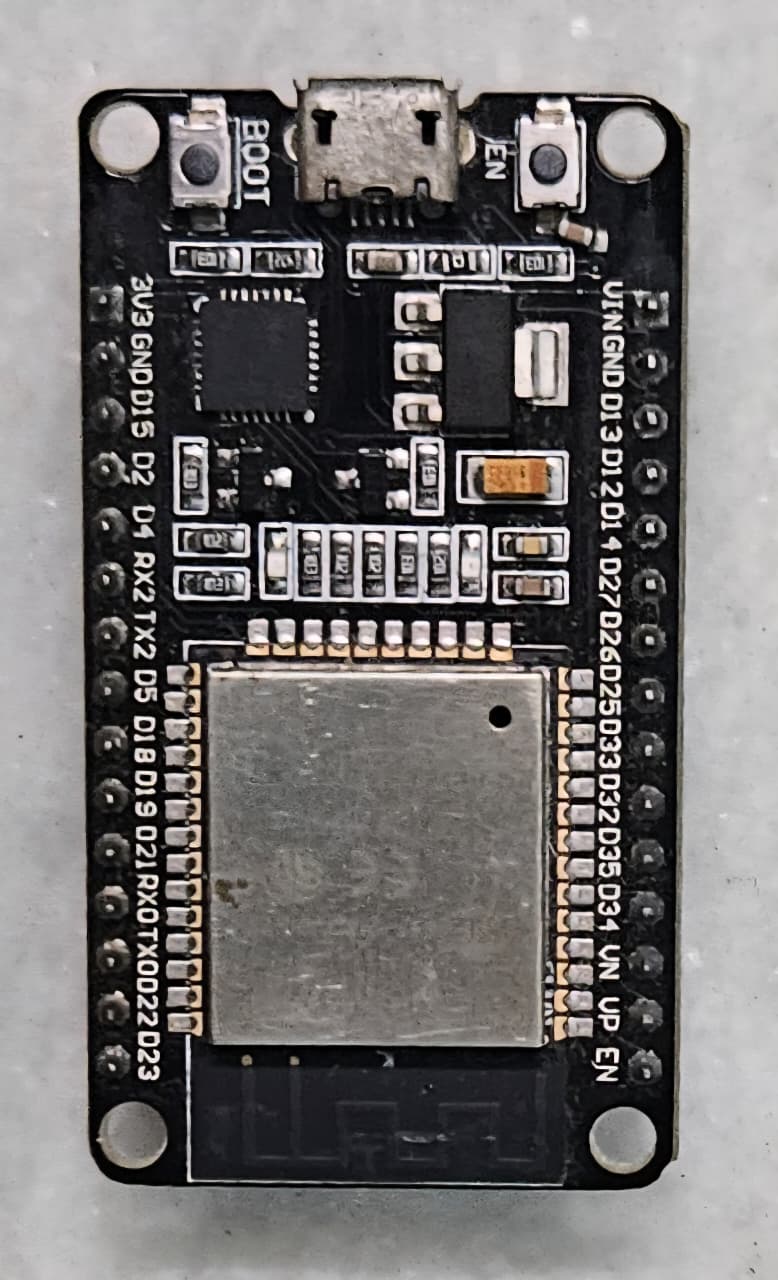 BOOT
EN
3V3
GND
D15
D2
D4
RX2
TX2
D5
D18
D19
D21
RX0
TX0
D22
D23
VIN
GND
D13
D12
D14
D27
D26
D25
D33
D32
D35
D34
VN
VP
EN